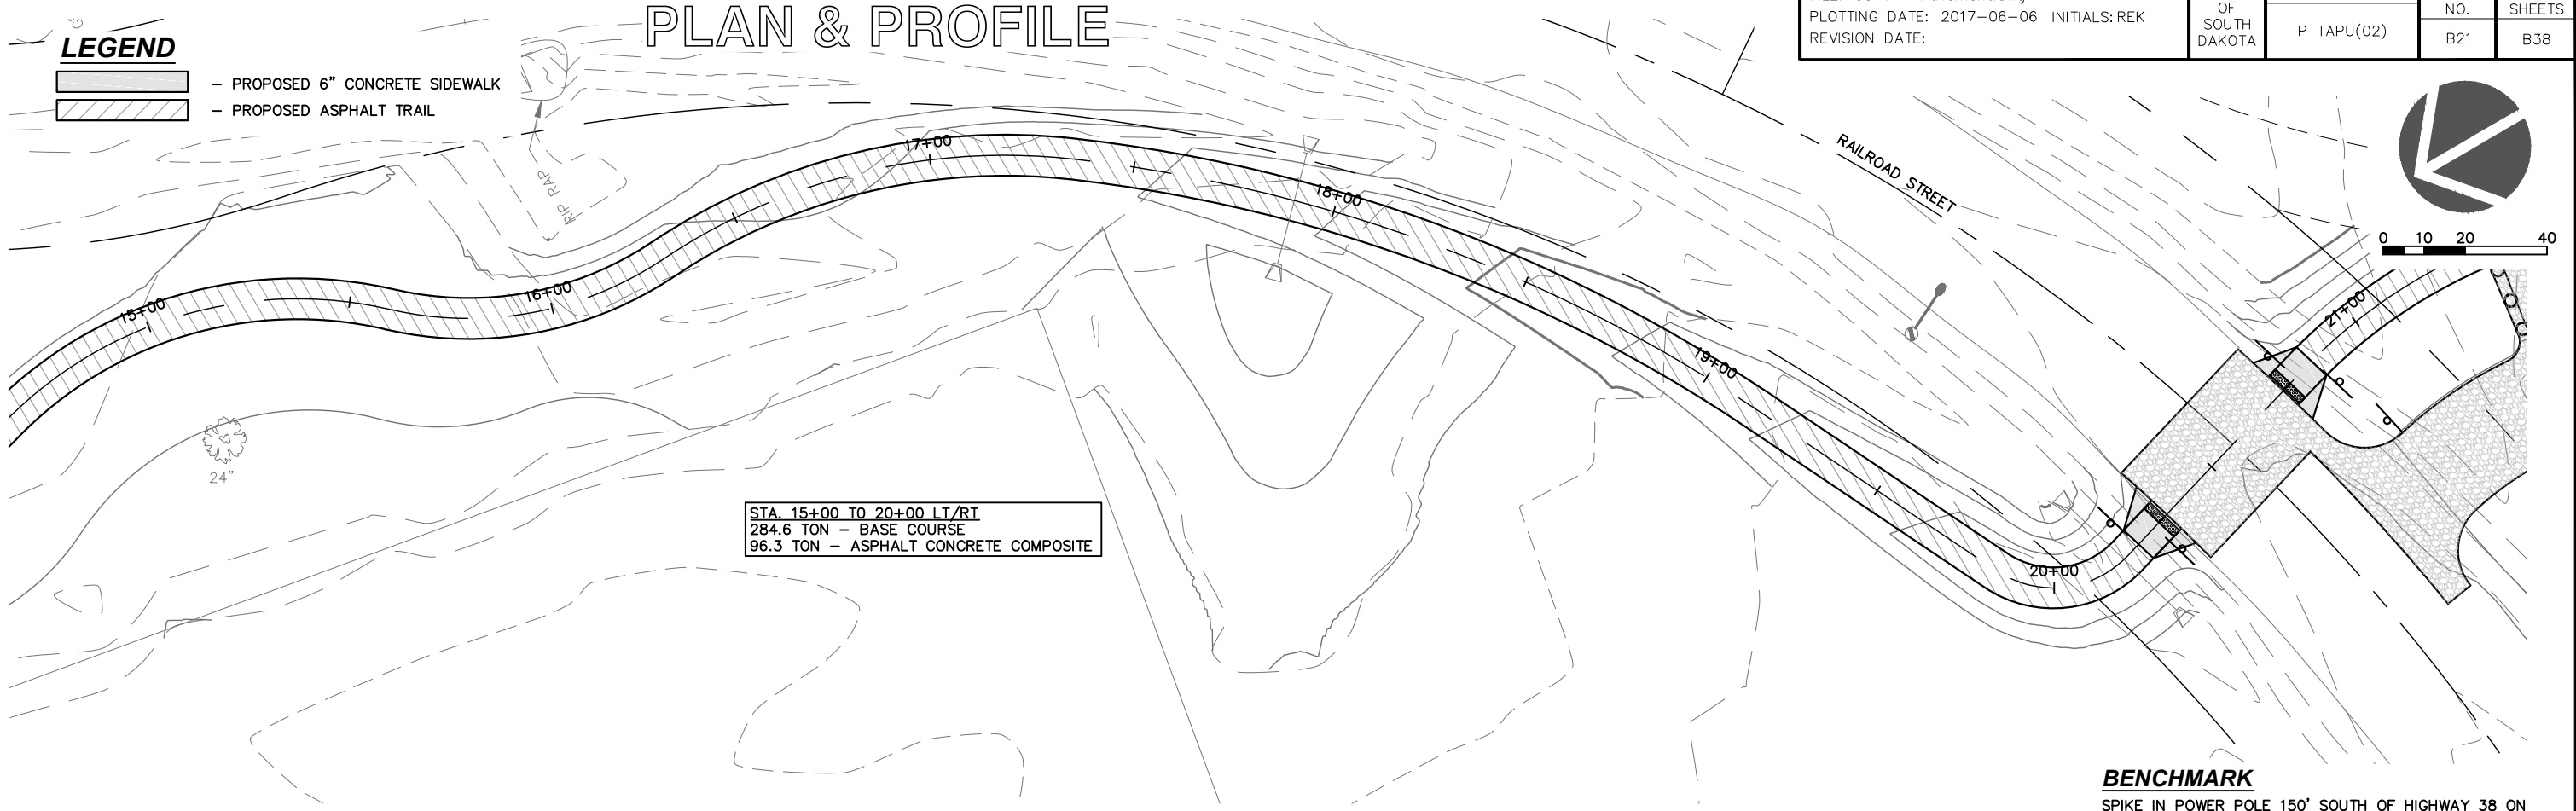 PLAN & PROFILE
LEGEND
– PROPOSED 6" CONCRETE SIDEWALK
– PROPOSED ASPHALT TRAIL
PLOTTING DATE: 2017-06-06 INITIALS: REK
REVISION DATE:
OF
SOUTH
DAKOTA
P TAPU(02)
NO.
B21
SHEETS
B38
RIP RAP
RAILROAD STREET
0 10 20 40
15+00
16+00
17+00
18+00
19+00
20+00
21+00
24"
STA. 15+00 TO 20+00 LT/RT
284.6 TON – BASE COURSE
96.3 TON – ASPHALT CONCRETE COMPOSITE
BENCHMARK
SPIKE IN POWER POLE 150' SOUTH OF HIGHWAY 38 ON